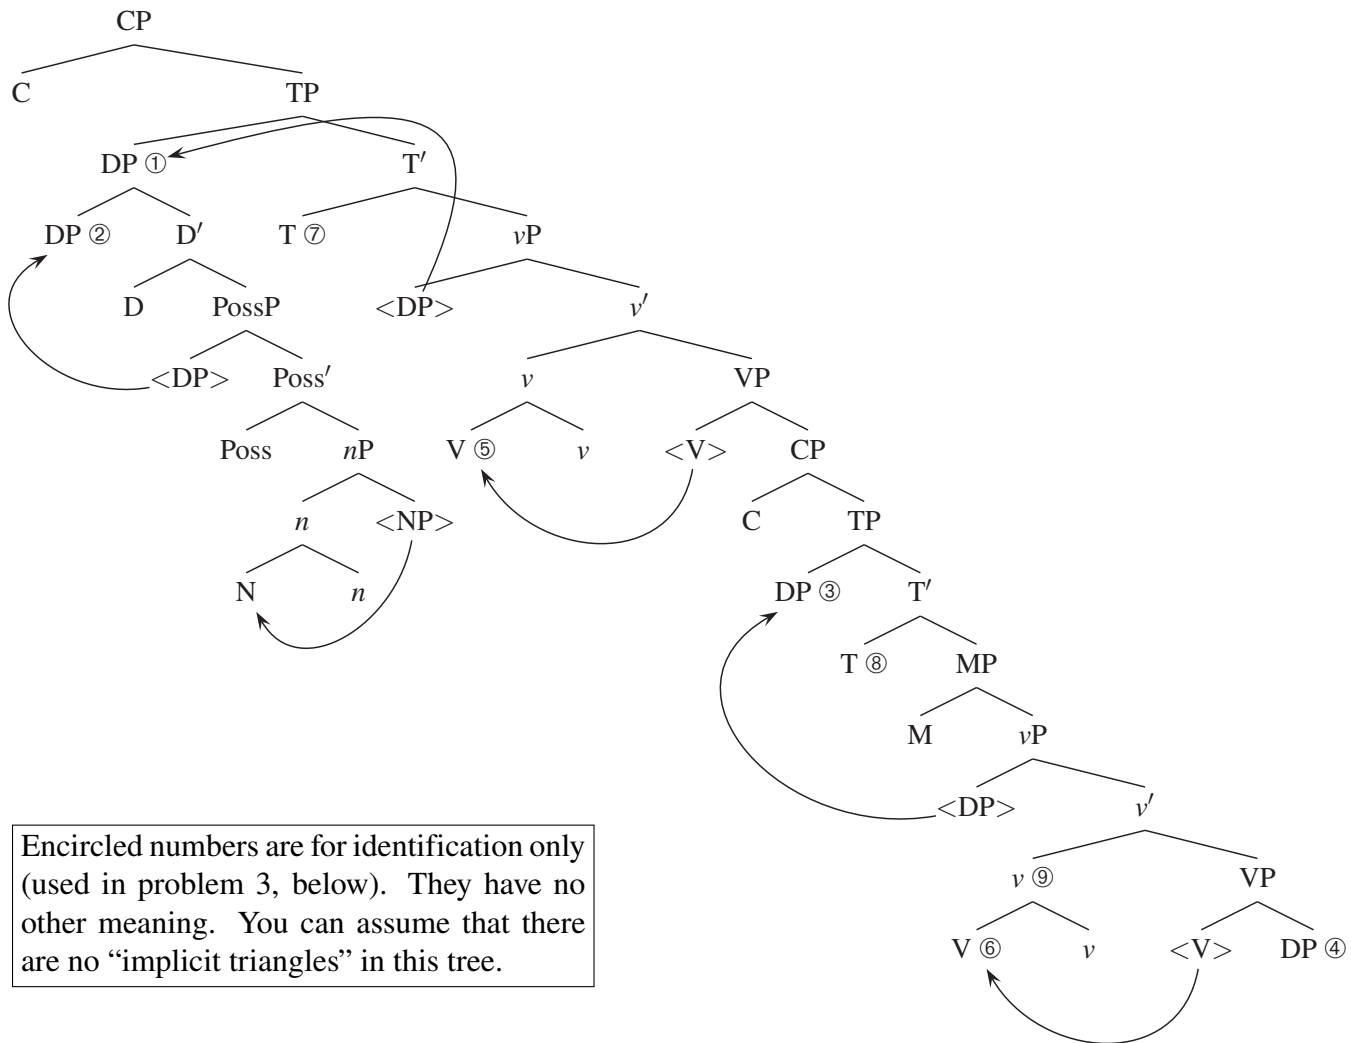 CP
C TP
DP ① T′
DP ② D′ T ⑦ vP
D PossP <DP> v′
<DP> Poss′ v VP
Poss nP V ⑤ v <V> CP
n <NP> C TP
N n DP ③ T′
T ⑧ MP
M vP
<DP> v′
Encircled numbers are for identification only
(used in problem 3, below). They have no
other meaning. You can assume that there
are no “implicit triangles” in this tree.
v ⑨ VP
V ⑥ v <V> DP ④